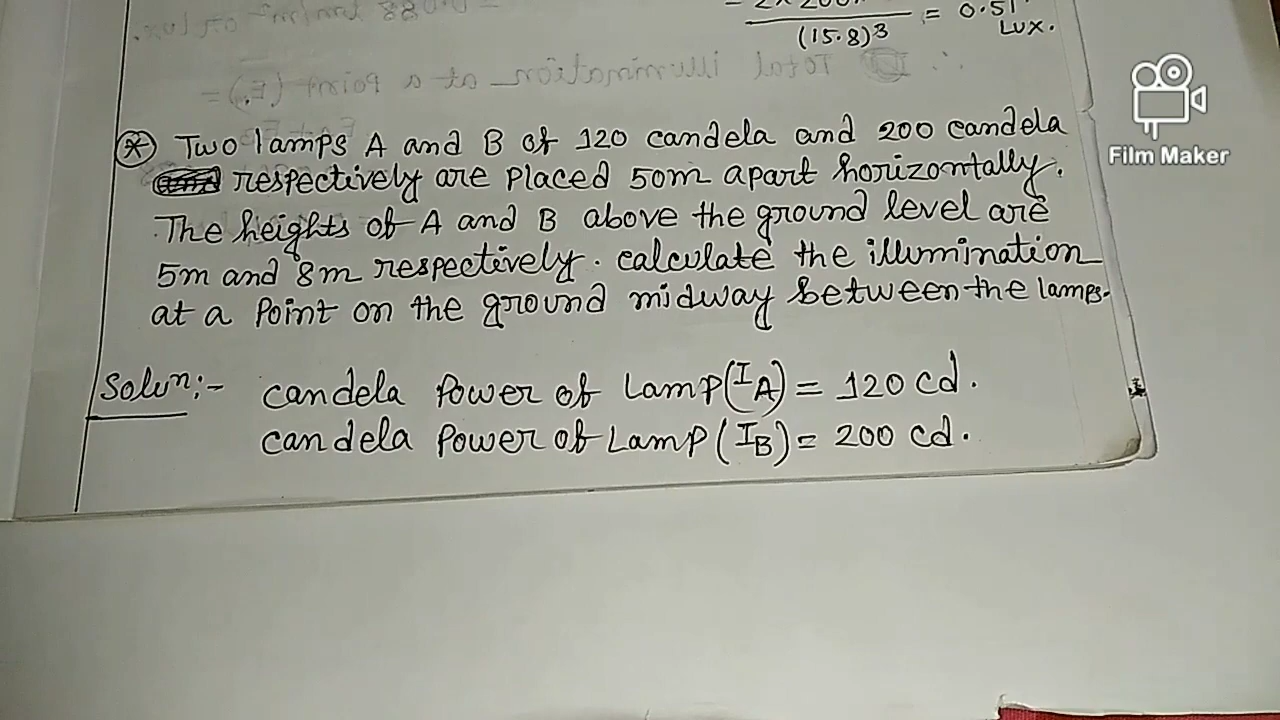 = 0.51
(15.8)³ LUX.
Film Maker
Two lamps A and B of 120 candela and 200 candela
respectively are placed 50m apart horizontally.
The heights of A and B above the ground level are
5m and 8m respectively. calculate the illumination
at a point on the ground midway between the lamps.
Solun:- candela power of Lamp (IA) = 120 cd.
candela power of Lamp (IB) = 200 cd.